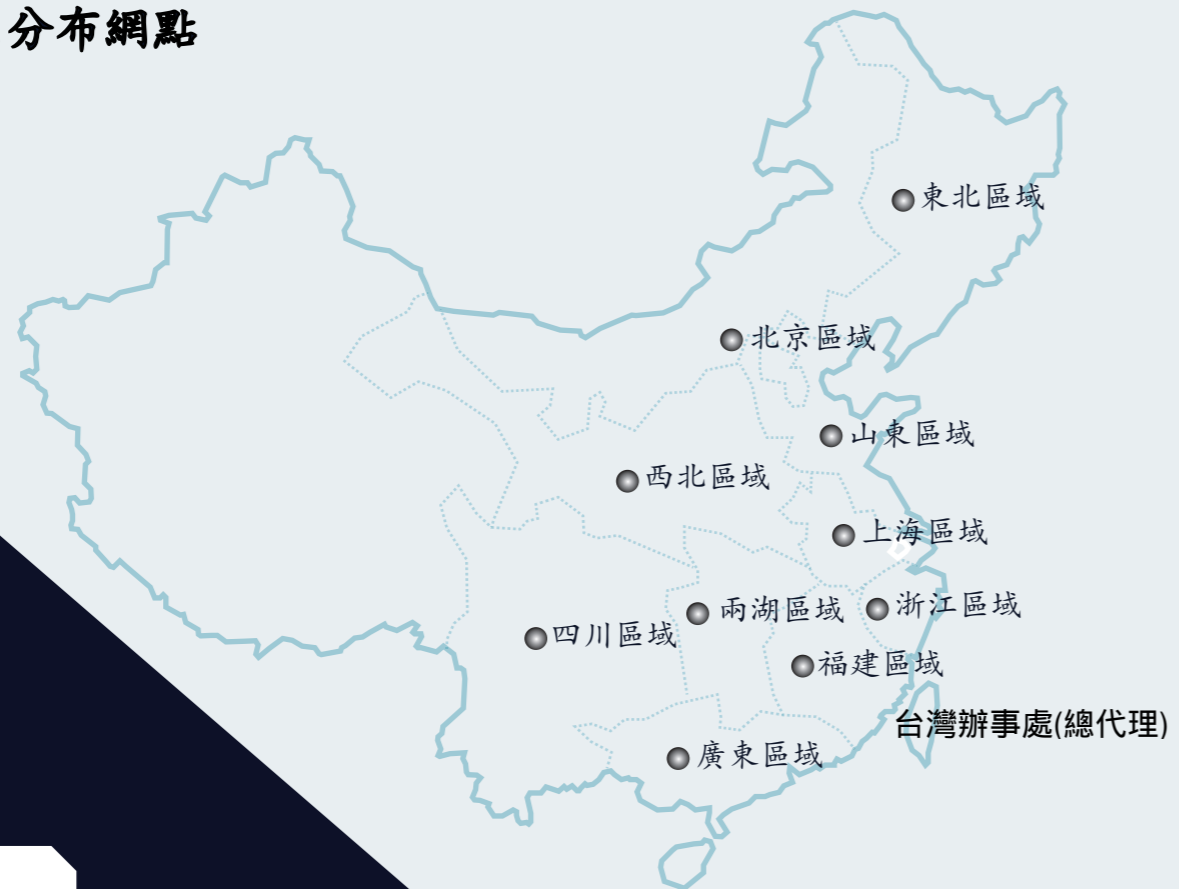 分布網點
東北區域
北京區域
山東區域
西北區域
上海區域
兩湖區域
浙江區域
四川區域
福建區域
台灣辦事處(總代理)
廣東區域